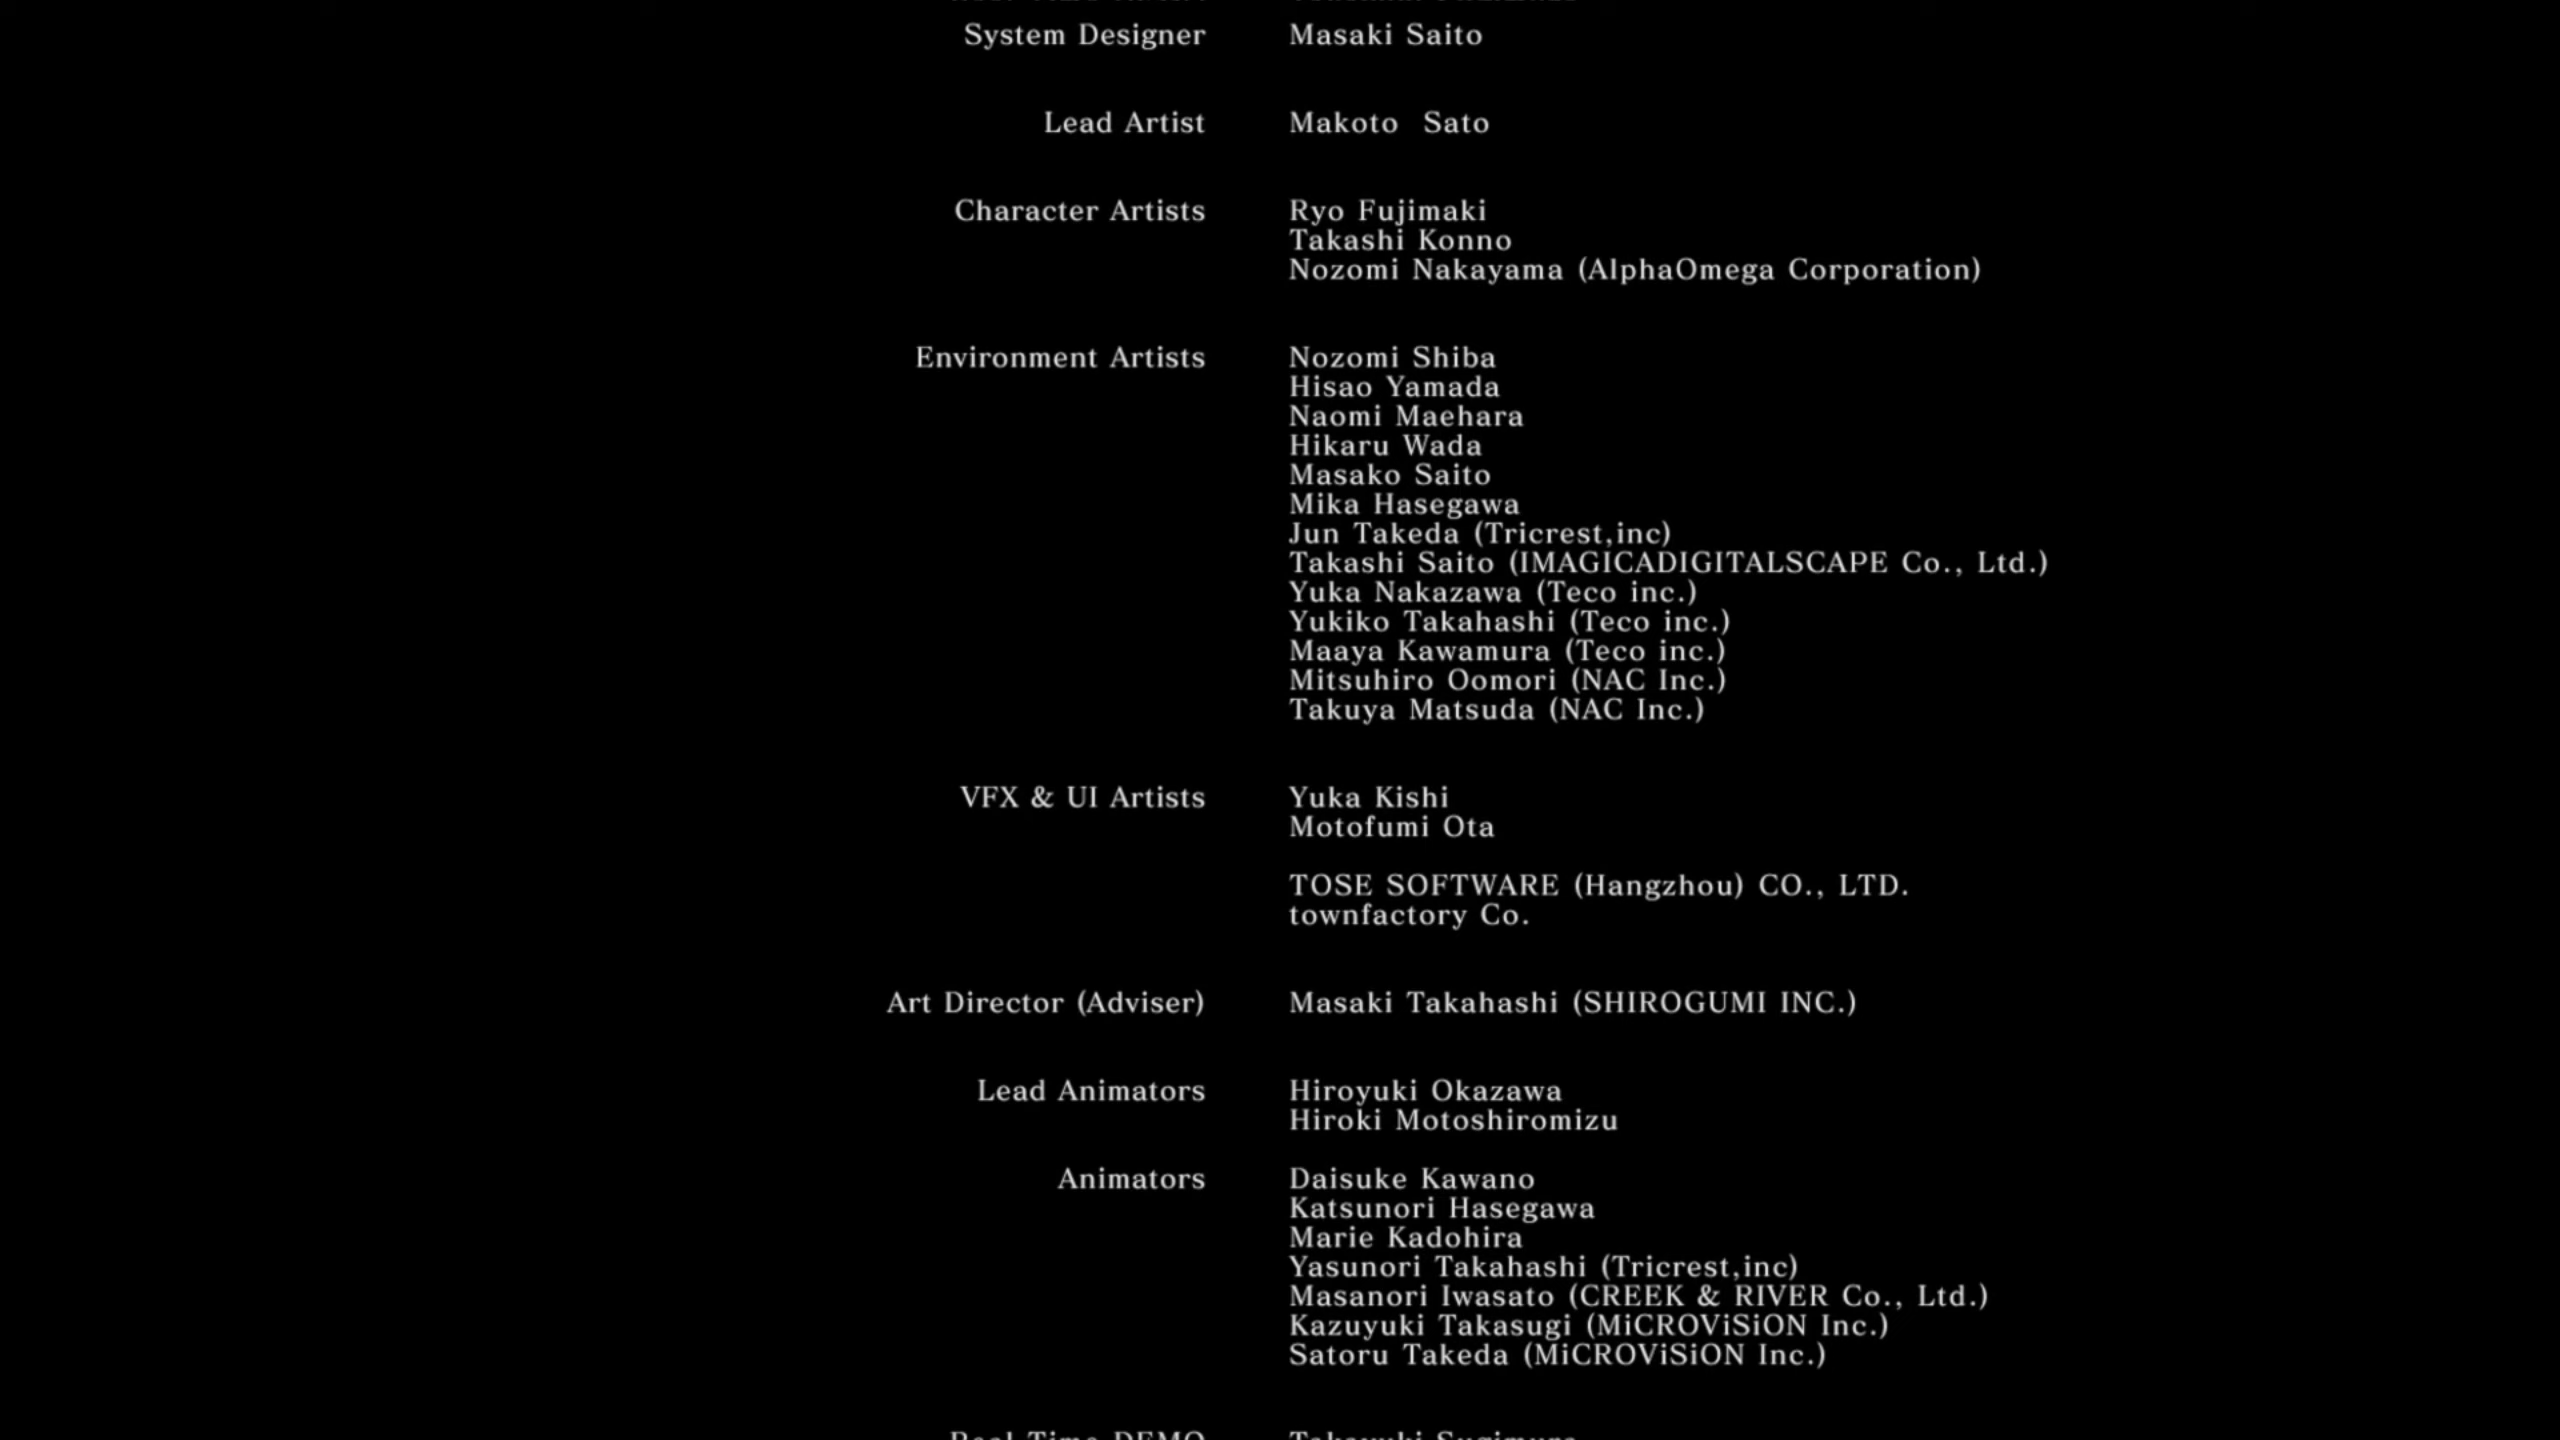 System Designer Masaki Saito
Lead Artist Makoto Sato
Character Artists Ryo Fujimaki
Takashi Konno
Nozomi Nakayama (AlphaOmega Corporation)
Environment Artists Nozomi Shiba
Hisao Yamada
Naomi Maehara
Hikaru Wada
Masako Saito
Mika Hasegawa
Jun Takeda (Tricrest,inc)
Takashi Saito (IMAGICADIGITALSCAPE Co., Ltd.)
Yuka Nakazawa (Teco inc.)
Yukiko Takahashi (Teco inc.)
Maaya Kawamura (Teco inc.)
Mitsuhiro Oomori (NAC Inc.)
Takuya Matsuda (NAC Inc.)
VFX & UI Artists Yuka Kishi
Motofumi Ota
TOSE SOFTWARE (Hangzhou) CO., LTD.
townfactory Co.
Art Director (Adviser) Masaki Takahashi (SHIROGUMI INC.)
Lead Animators Hiroyuki Okazawa
Hiroki Motoshiromizu
Animators Daisuke Kawano
Katsunori Hasegawa
Marie Kadohira
Yasunori Takahashi (Tricrest,inc)
Masanori Iwasato (CREEK & RIVER Co., Ltd.)
Kazuyuki Takasugi (MiCROViSiON Inc.)
Satoru Takeda (MiCROViSiON Inc.)
Real Time DEMO Takayuki Sugimura